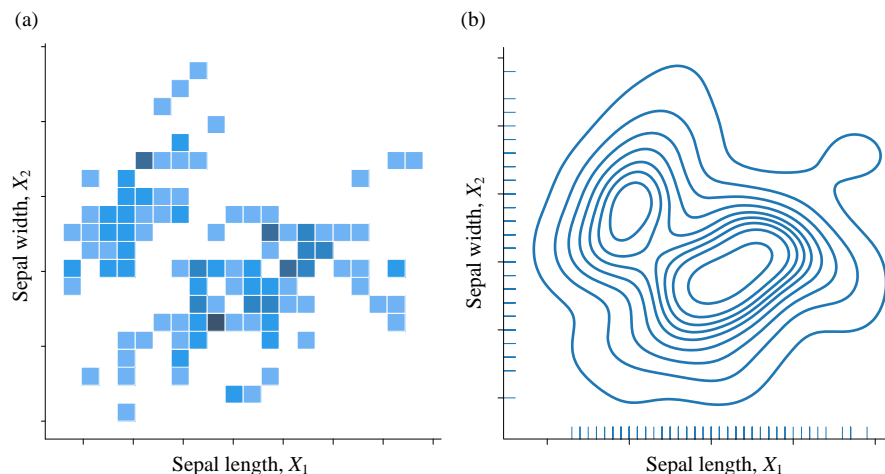 (a)
(b)
Sepal width, X₂
Sepal width, X₂
Sepal length, X₁
Sepal length, X₁